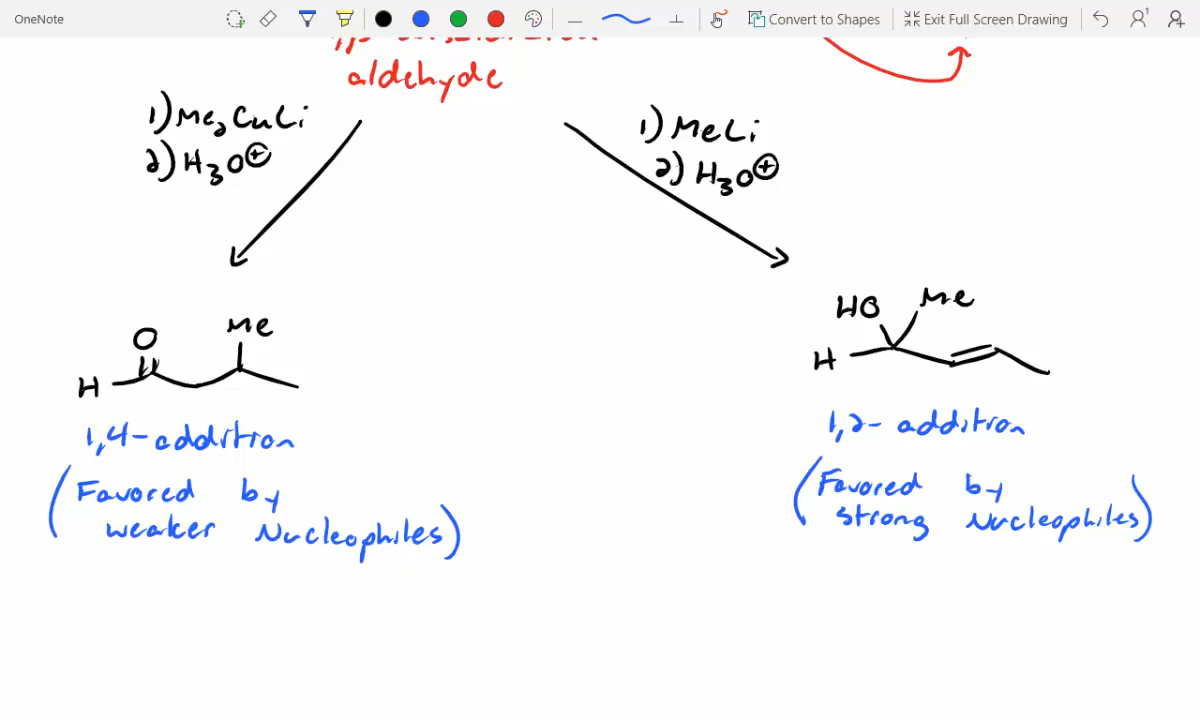 OneNote
Convert to Shapes
Exit Full Screen Drawing
aldehyde
1) Me2CuLi
2) H3O⊕
1) MeLi
2) H3O⊕
O
Me
H
1,4-addition
(Favored by
weaker Nucleophiles)
HO Me
H
1,2-addition
(Favored by
strong Nucleophiles)